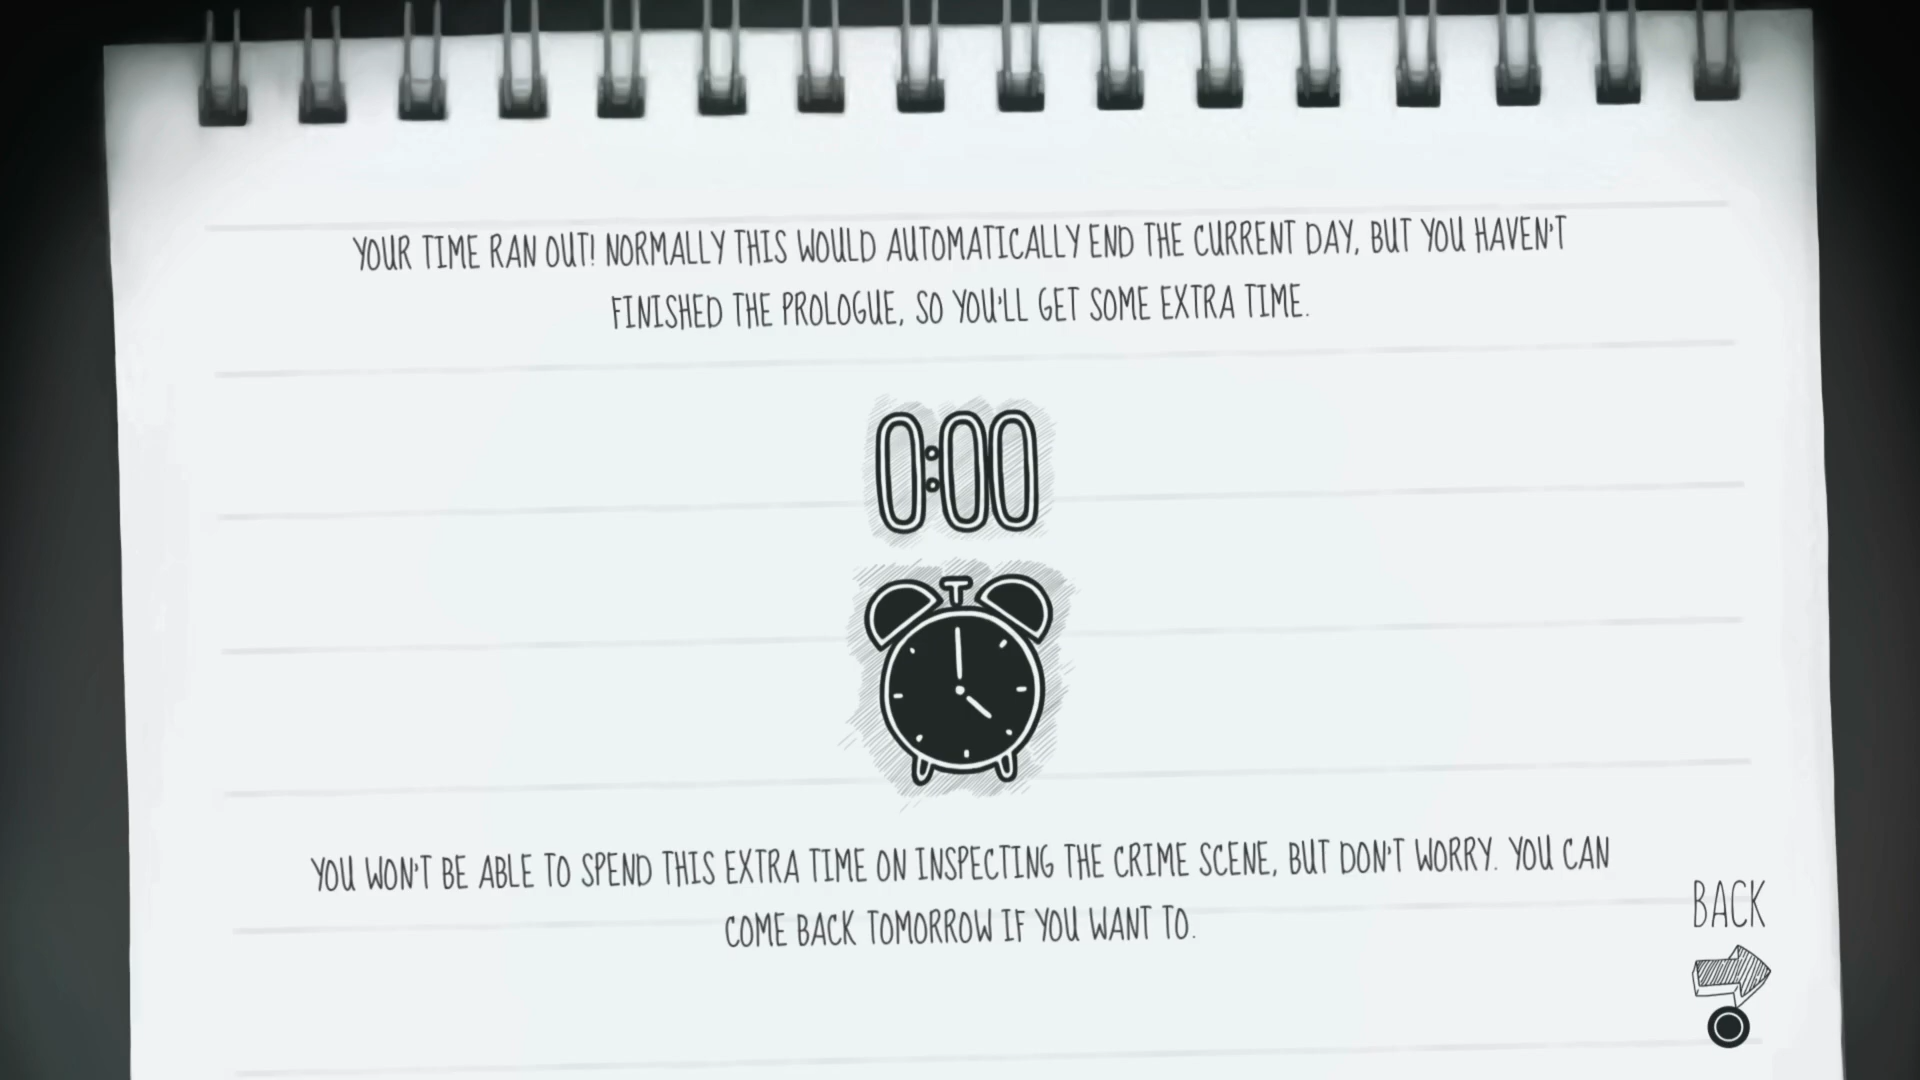 YOUR TIME RAN OUT! NORMALLY THIS WOULD AUTOMATICALLY END THE CURRENT DAY, BUT YOU HAVEN'T
FINISHED THE PROLOGUE, SO YOU'LL GET SOME EXTRA TIME.
0:00
YOU WON'T BE ABLE TO SPEND THIS EXTRA TIME ON INSPECTING THE CRIME SCENE, BUT DON'T WORRY. YOU CAN
COME BACK TOMORROW IF YOU WANT TO.
BACK